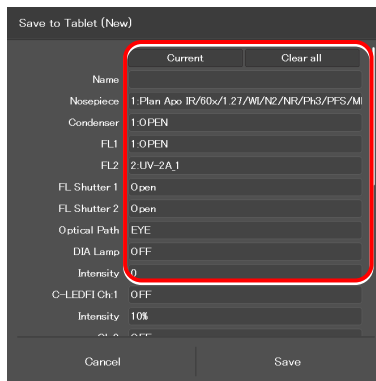 Save to Tablet (New)
Current Clear all
Name
Nosepiece 1:Plan Apo IR/60x/1.27/WI/N2/NR/Ph3/PFS/MI
Condenser 1:OPEN
FL1 1:OPEN
FL2 2:UV-2A_1
FL Shutter 1 Open
FL Shutter 2 Open
Optical Path EYE
DIA Lamp OFF
Intensity 0
C-LEDFI Ch:1 OFF
Intensity 10%
Cancel Save